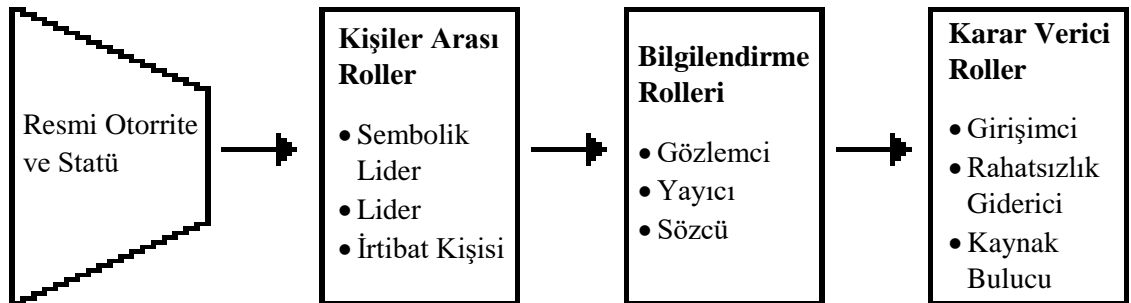 Resmi Otorrite
ve Statü
Kişiler Arası
Roller
• Sembolik
Lider
• Lider
• İrtibat Kişisi
Bilgilendirme
Rolleri
• Gözlemci
• Yayıcı
• Sözcü
Karar Verici
Roller
• Girişimci
• Rahatsızlık
Giderici
• Kaynak
Bulucu